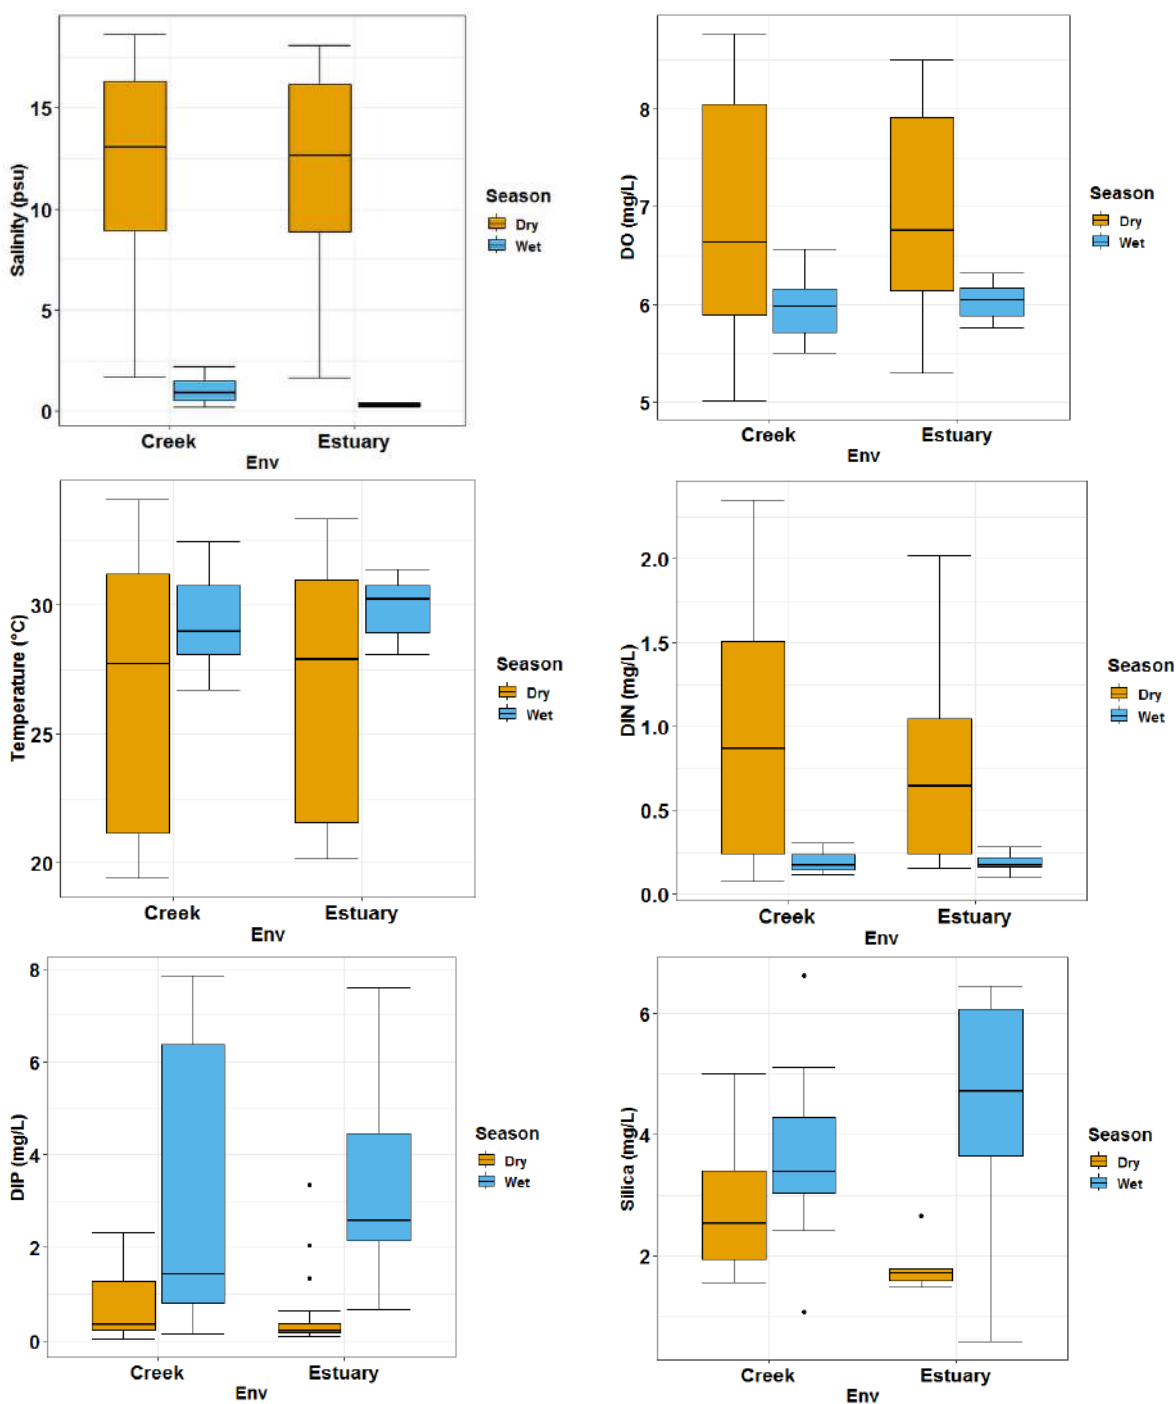 Salinity (psu)
15
10
5
0
Creek Estuary
Env
Season
Dry
Wet
DO (mg/L)
8
7
6
5
Creek Estuary
Env
Season
Dry
Wet
Temperature (°C)
30
25
20
Creek Estuary
Env
Season
Dry
Wet
DIN (mg/L)
2.0
1.5
1.0
0.5
0.0
Creek Estuary
Env
Season
Dry
Wet
DIP (mg/L)
8
6
4
2
0
Creek Estuary
Env
Season
Dry
Wet
Silica (mg/L)
6
4
2
Creek Estuary
Env
Season
Dry
Wet